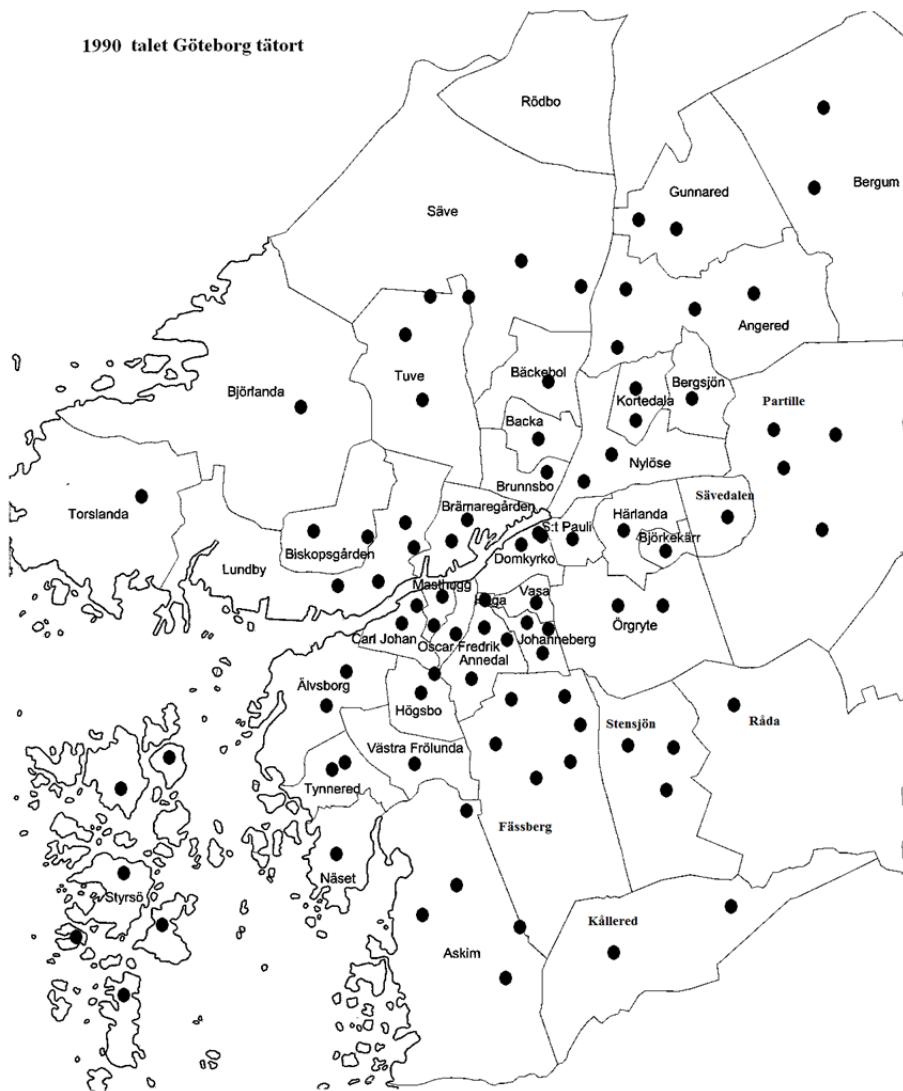 1990 talet Göteborg tätort
Rödbo
Gunnared
Bergum
Säve
Angered
Björlanda
Tuve
Bäckebol
Kortedala
Bergsjön
Partille
Backa
Nylöse
Torslanda
Brunnsbo
Sävedalen
Brämaregården
S:t Pauli
Härlanda
Björkekärr
Lundby
Biskopsgården
Domkyrko
Masthugg
Haga
Vasa
Örgryte
Carl Johan
Oscar Fredrik
Johanneberg
Annedal
Älvsborg
Högsbo
Stensjön
Råda
Västra Frölunda
Tynnered
Fässberg
Näset
Styrsö
Kållered
Askim